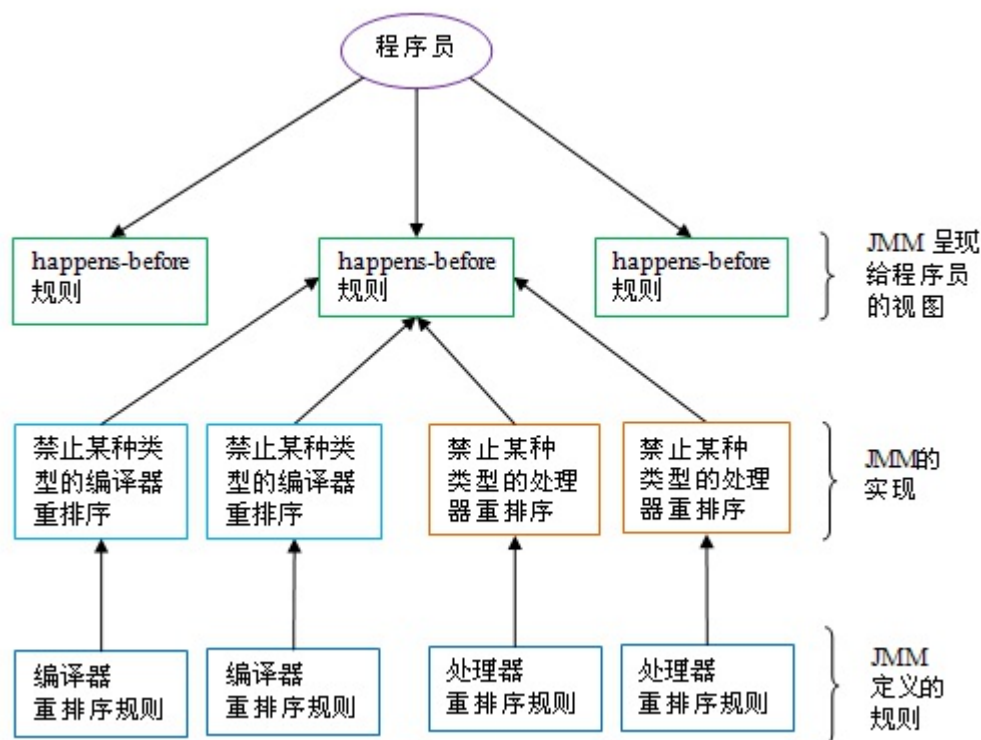 程序员
happens-before
规则
happens-before
规则
happens-before
规则
JMM 呈现
给程序员
的视图
禁止某种类
型的编译器
重排序
禁止某种类
型的编译器
重排序
禁止某种
类型的处理
器重排序
禁止某种
类型的处理
器重排序
JMM的
实现
编译器
重排序规则
编译器
重排序规则
处理器
重排序规则
处理器
重排序规则
JMM
定义的
规则